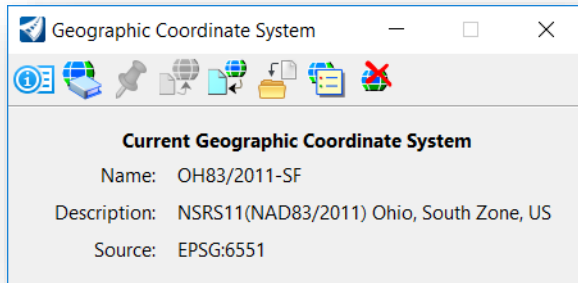 Geographic Coordinate System
Current Geographic Coordinate System
Name: OH83/2011-SF
Description: NSRS11(NAD83/2011) Ohio, South Zone, US
Source: EPSG:6551